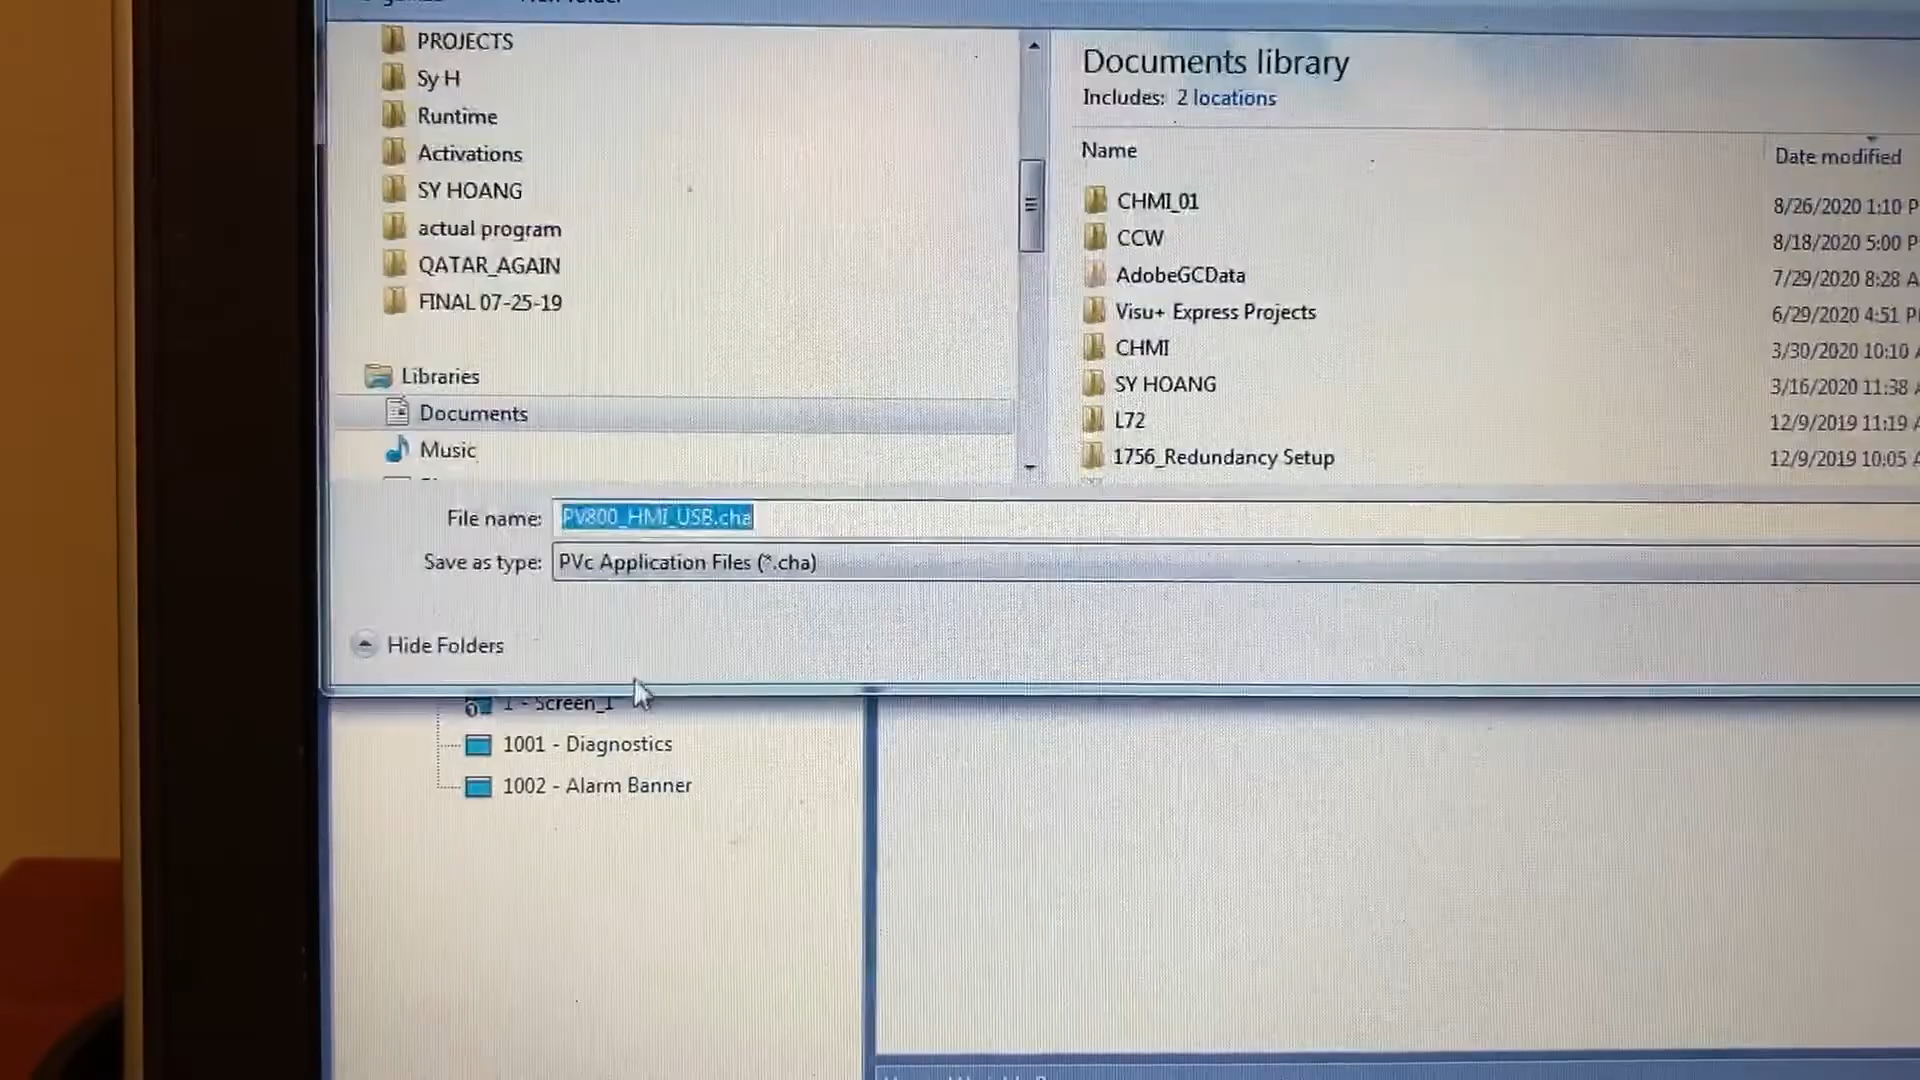 PROJECTS
Sy H
Runtime
Activations
SY HOANG
actual program
QATAR_AGAIN
FINAL 07-25-19
Libraries
Documents
Music
Documents library
Includes: 2 locations
Name
Date modified
CHMI_01
8/26/2020 1:10 P
CCW
8/18/2020 5:00 P
AdobeGCData
7/29/2020 8:28 A
Visu+ Express Projects
6/29/2020 4:51 P
CHMI
3/30/2020 10:10 A
SY HOANG
3/16/2020 11:38 A
L72
12/9/2019 11:19 A
1756_Redundancy Setup
12/9/2019 10:05 A
File name: PV800_HMI_USB.cha
Save as type: PVc Application Files (*.cha)
Hide Folders
1 - Screen_1
1001 - Diagnostics
1002 - Alarm Banner